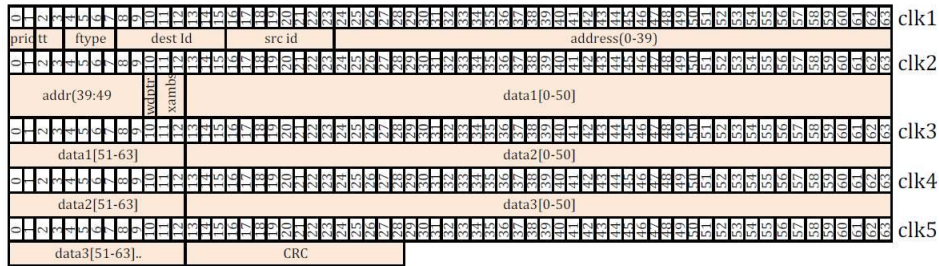 0 1 2 3 4 5 6 7 8 9 10 11 12 13 14 15 16 17 18 19 20 21 22 23 24 25 26 27 28 29 30 31 32 33 34 35 36 37 38 39 40 41 42 43 44 45 46 47 48 49 50 51 52 53 54 55 56 57 58 59 60 61 62 63 clk1
prio tt ftype dest Id src id address(0-39)
0 1 2 3 4 5 6 7 8 9 10 11 12 13 14 15 16 17 18 19 20 21 22 23 24 25 26 27 28 29 30 31 32 33 34 35 36 37 38 39 40 41 42 43 44 45 46 47 48 49 50 51 52 53 54 55 56 57 58 59 60 61 62 63 clk2
addr(39:49 wdptr xambs data1[0-50]
0 1 2 3 4 5 6 7 8 9 10 11 12 13 14 15 16 17 18 19 20 21 22 23 24 25 26 27 28 29 30 31 32 33 34 35 36 37 38 39 40 41 42 43 44 45 46 47 48 49 50 51 52 53 54 55 56 57 58 59 60 61 62 63 clk3
data1[51-63] data2[0-50]
0 1 2 3 4 5 6 7 8 9 10 11 12 13 14 15 16 17 18 19 20 21 22 23 24 25 26 27 28 29 30 31 32 33 34 35 36 37 38 39 40 41 42 43 44 45 46 47 48 49 50 51 52 53 54 55 56 57 58 59 60 61 62 63 clk4
data2[51-63] data3[0-50]
0 1 2 3 4 5 6 7 8 9 10 11 12 13 14 15 16 17 18 19 20 21 22 23 24 25 26 27 28 29 30 31 32 33 34 35 36 37 38 39 40 41 42 43 44 45 46 47 48 49 50 51 52 53 54 55 56 57 58 59 60 61 62 63 clk5
data3[51-63].. CRC